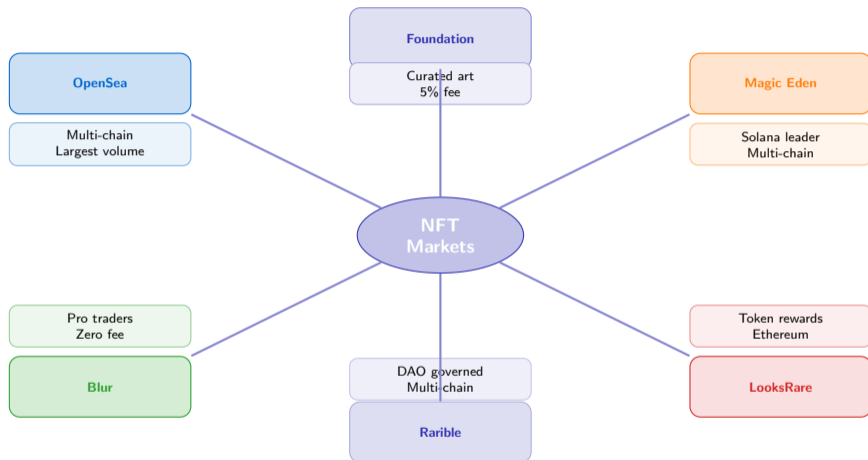 Foundation
Curated art
5% fee
OpenSea
Multi-chain
Largest volume
Magic Eden
Solana leader
Multi-chain
NFT
Markets
Pro traders
Zero fee
Blur
DAO governed
Multi-chain
Rarible
Token rewards
Ethereum
LooksRare